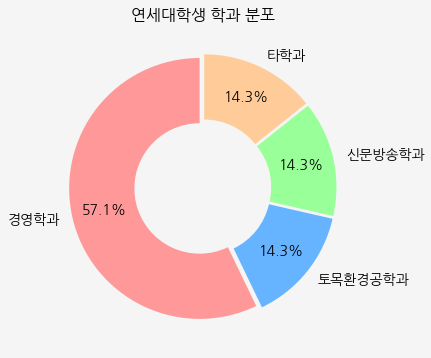 연세대학생 학과 분포
타학과
14.3%
신문방송학과
14.3%
경영학과
57.1%
토목환경공학과
14.3%